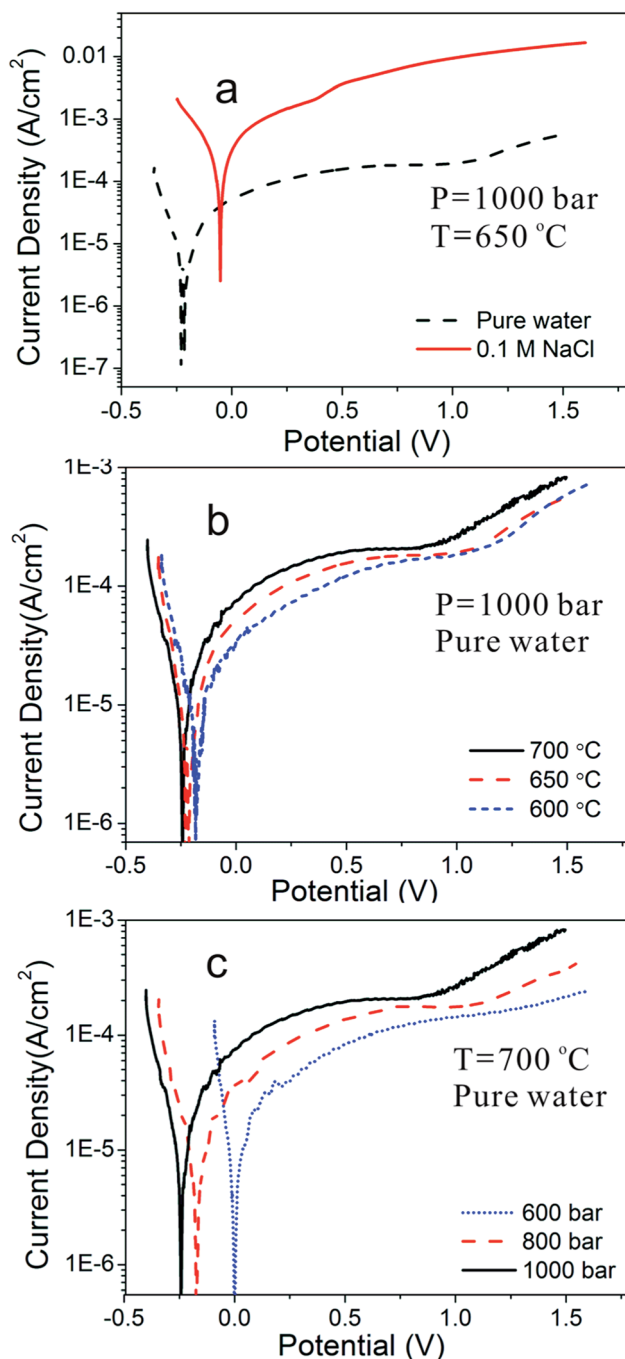 a
0.01
1E-3
1E-4
1E-5
1E-6
1E-7
Current Density (A/cm²)
P=1000 bar
T=650 °C
Pure water
0.1 M NaCl
-0.5 0.0 0.5 1.0 1.5
Potential (V)
b
1E-3
1E-4
1E-5
1E-6
Current Density(A/cm²)
P=1000 bar
Pure water
700 °C
650 °C
600 °C
-0.5 0.0 0.5 1.0 1.5
Potential (V)
c
1E-3
1E-4
1E-5
1E-6
Current Density(A/cm²)
T=700 °C
Pure water
600 bar
800 bar
1000 bar
-0.5 0.0 0.5 1.0 1.5
Potential (V)